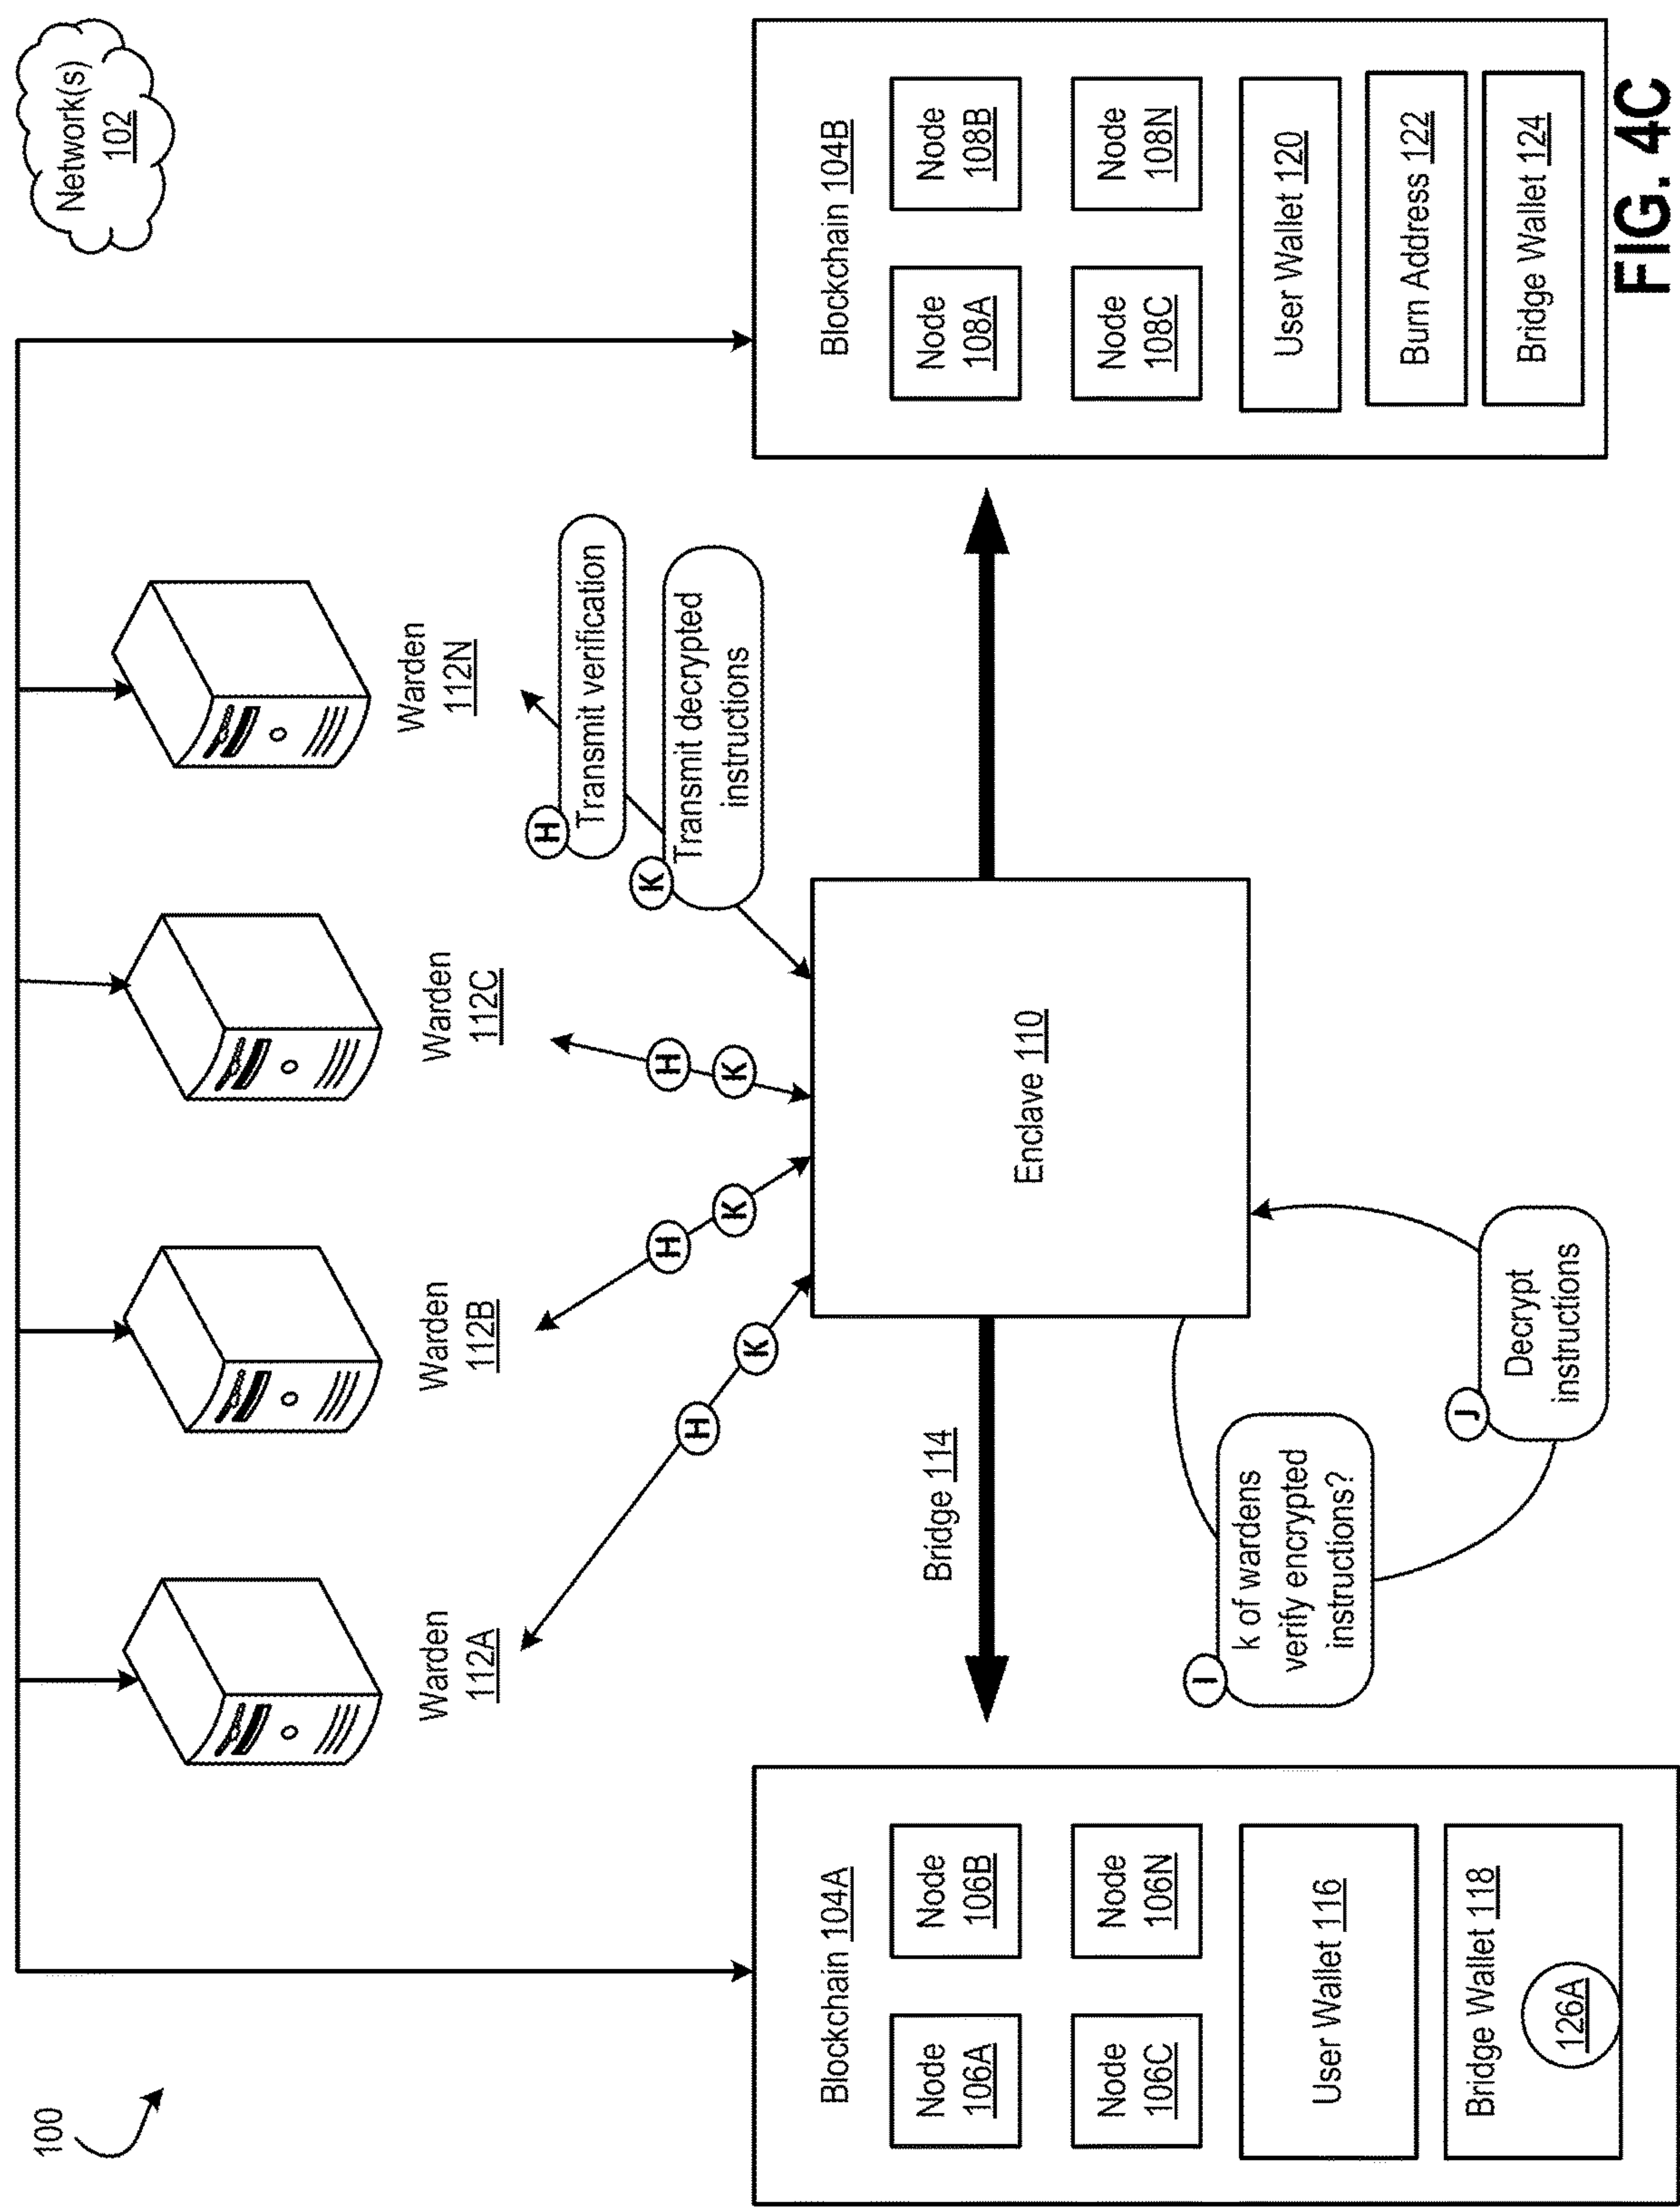 100
Network(s)
102
Warden
112A
Warden
112B
Warden
112C
Warden
112N
H
Transmit verification
K
Transmit decrypted
instructions
H
K
H
K
H
K
Blockchain 104A
Node
106A
Node
106B
Node
106C
Node
106N
User Wallet 116
Bridge Wallet 118
126A
Bridge 114
Enclave 110
I
k of wardens
verify encrypted
instructions?
J
Decrypt
instructions
Blockchain 104B
Node
108A
Node
108B
Node
108C
Node
108N
User Wallet 120
Burn Address 122
Bridge Wallet 124
FIG. 4C